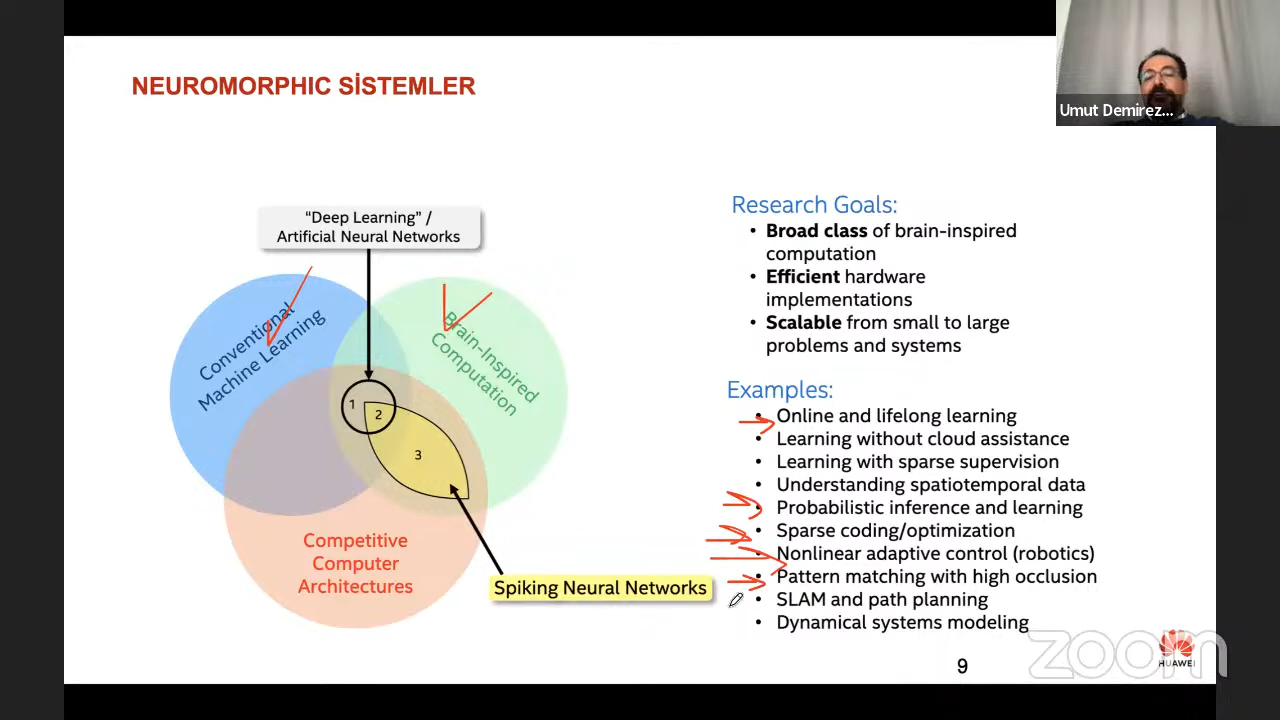 NEUROMORPHIC SİSTEMLER
Umut Demirez...
“Deep Learning” /
Artificial Neural Networks
Conventional
Machine Learning
Brain-Inspired
Computation
1
2
3
Competitive
Computer
Architectures
Spiking Neural Networks
Research Goals:
• Broad class of brain-inspired
computation
• Efficient hardware
implementations
• Scalable from small to large
problems and systems
Examples:
• Online and lifelong learning
• Learning without cloud assistance
• Learning with sparse supervision
• Understanding spatiotemporal data
• Probabilistic inference and learning
• Sparse coding/optimization
• Nonlinear adaptive control (robotics)
• Pattern matching with high occlusion
• SLAM and path planning
• Dynamical systems modeling
9
zoom
HUAWEI